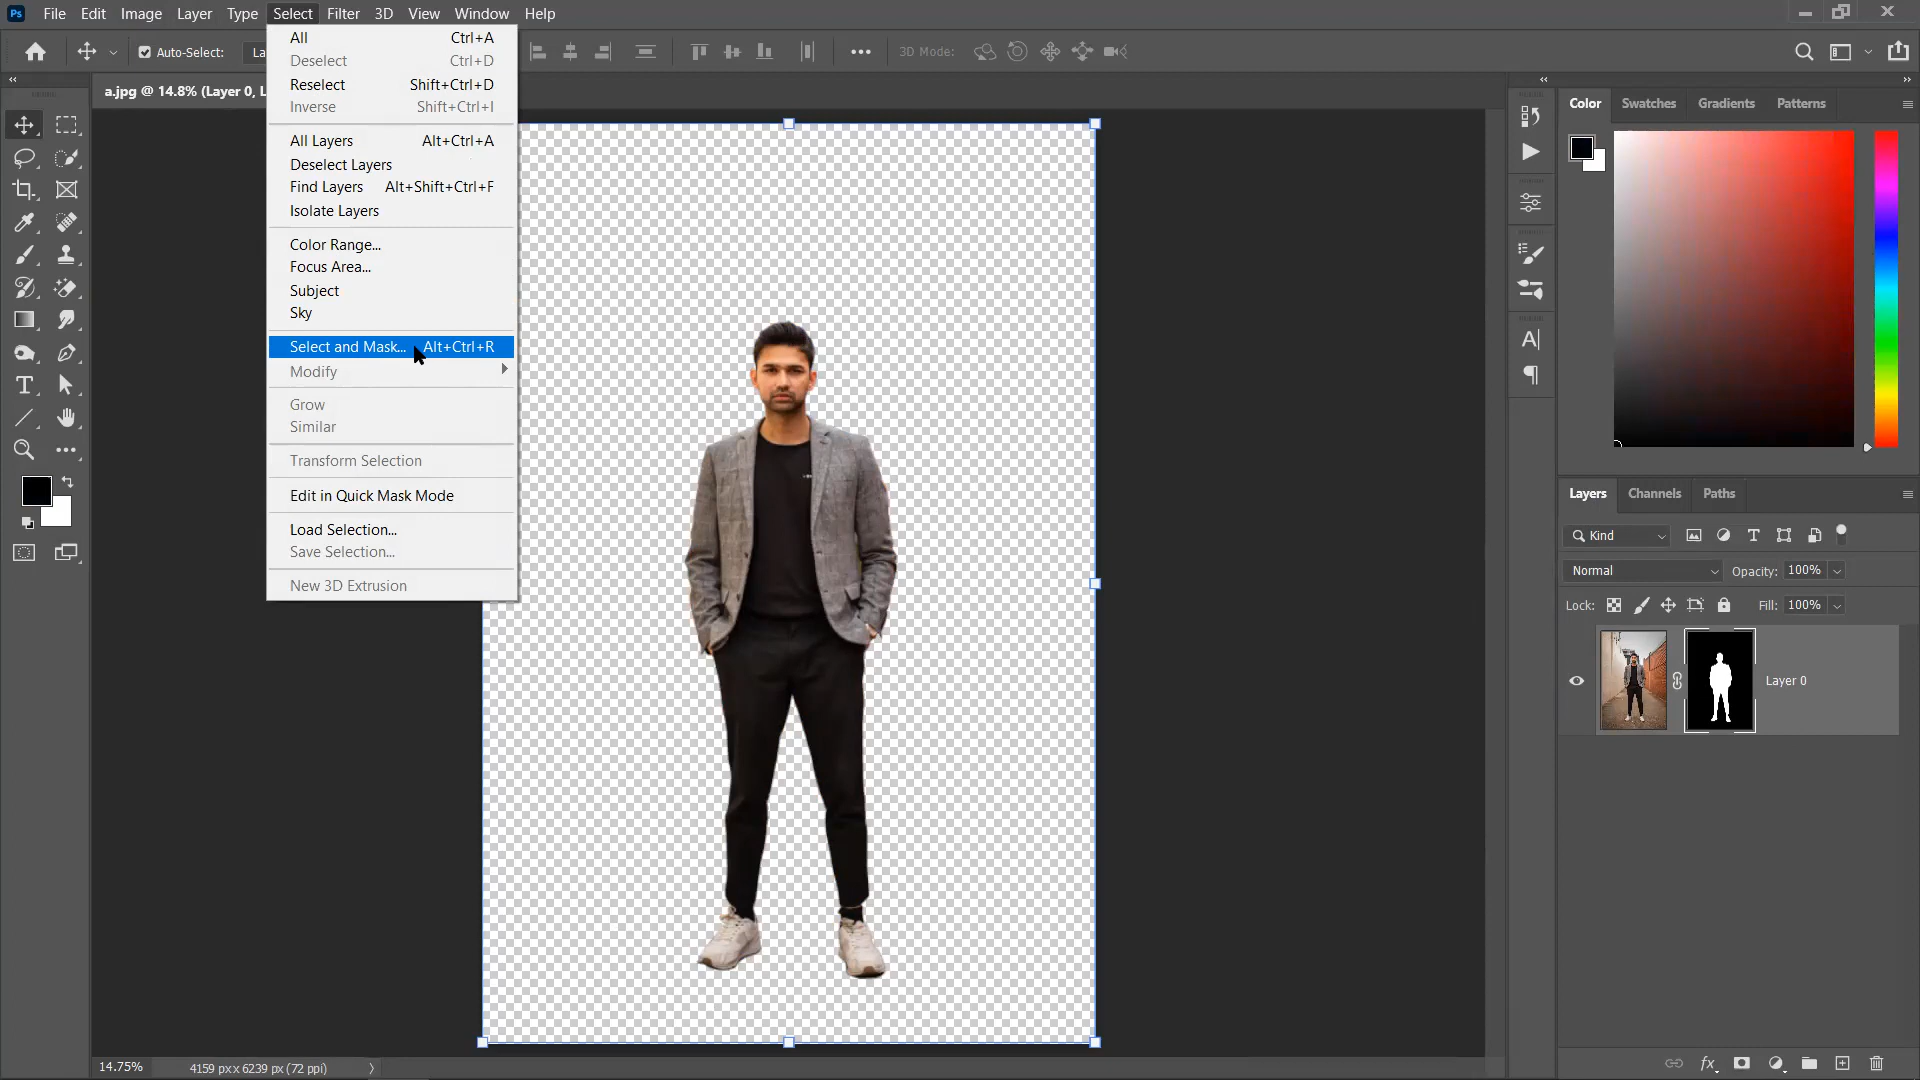 Ps File Edit Image Layer Type Select Filter 3D View Window Help
Auto-Select: La 3D Mode:
a.jpg @ 14.8% (Layer 0, L
All Ctrl+A
Deselect Ctrl+D
Reselect Shift+Ctrl+D
Inverse Shift+Ctrl+I
All Layers Alt+Ctrl+A
Deselect Layers
Find Layers Alt+Shift+Ctrl+F
Isolate Layers
Color Range...
Focus Area...
Subject
Sky
Select and Mask... Alt+Ctrl+R
Modify
Grow
Similar
Transform Selection
Edit in Quick Mask Mode
Load Selection...
Save Selection...
New 3D Extrusion
Color Swatches Gradients Patterns
Layers Channels Paths
Kind
Normal Opacity: 100%
Lock: Fill: 100%
Layer 0
fx
14.75% 4159 px x 6239 px (72 ppi)